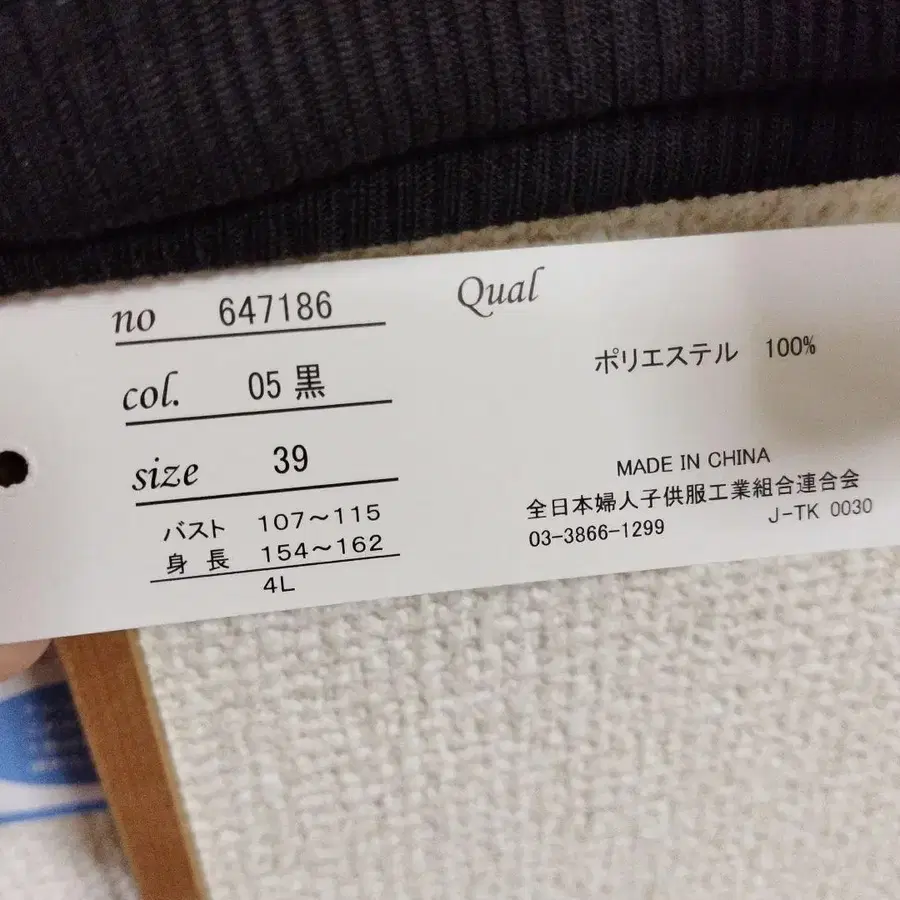 no 647186
col. 05 黒
size 39
バスト 107～115
身長 154～162
4L
Qual
ポリエステル 100%
MADE IN CHINA
全日本婦人子供服工業組合連合会
03-3866-1299 J-TK 0030